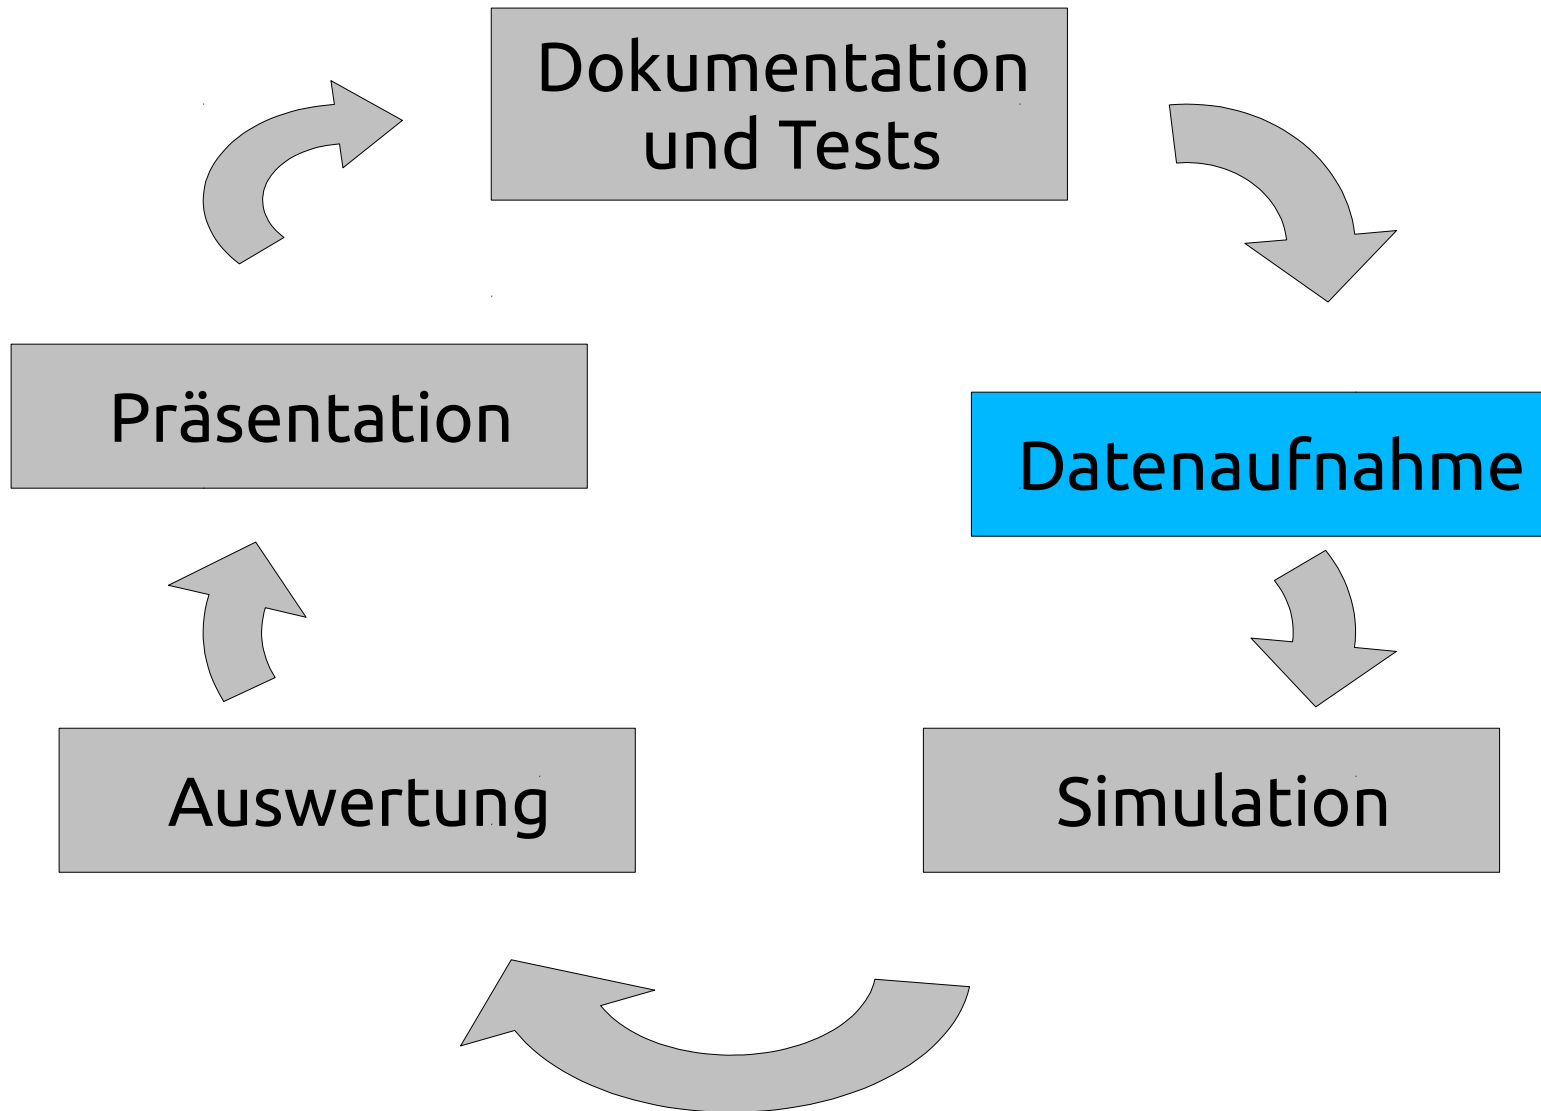 Dokumentation
und Tests
Präsentation
Datenaufnahme
Auswertung
Simulation